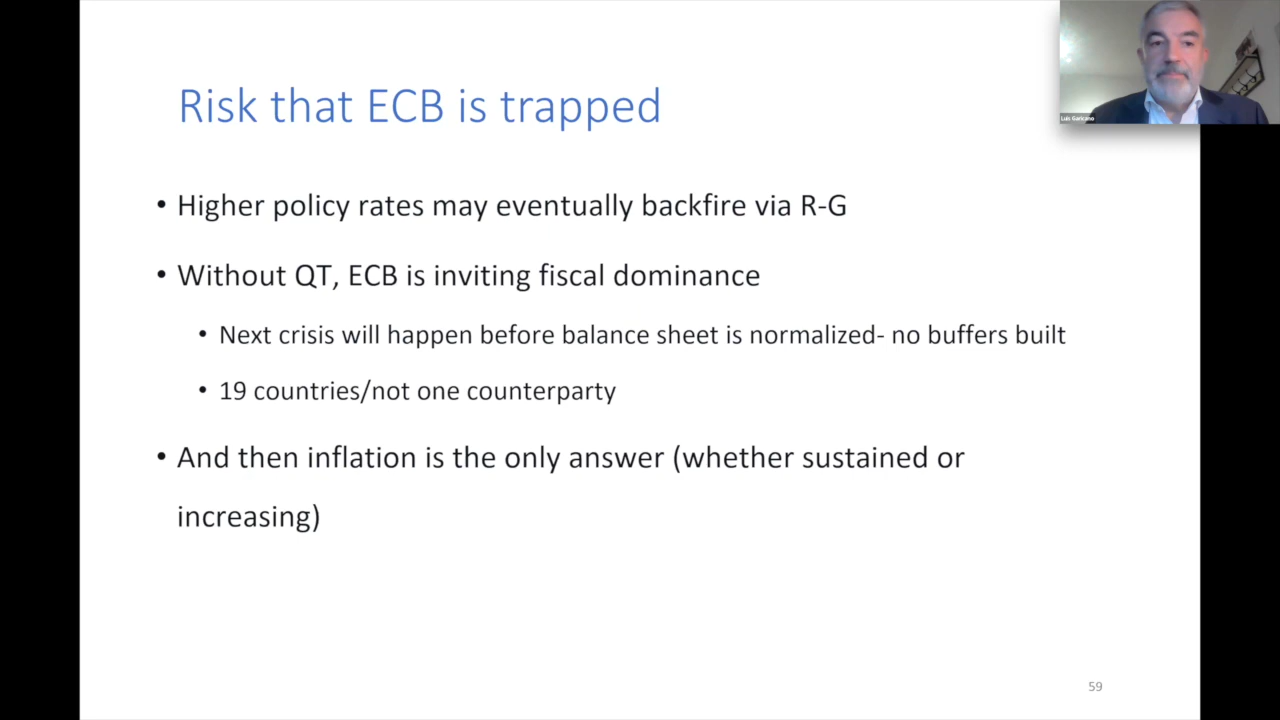 Risk that ECB is trapped
Luis Garicano
• Higher policy rates may eventually backfire via R-G
• Without QT, ECB is inviting fiscal dominance
• Next crisis will happen before balance sheet is normalized- no buffers built
• 19 countries/not one counterparty
• And then inflation is the only answer (whether sustained or
increasing)
59